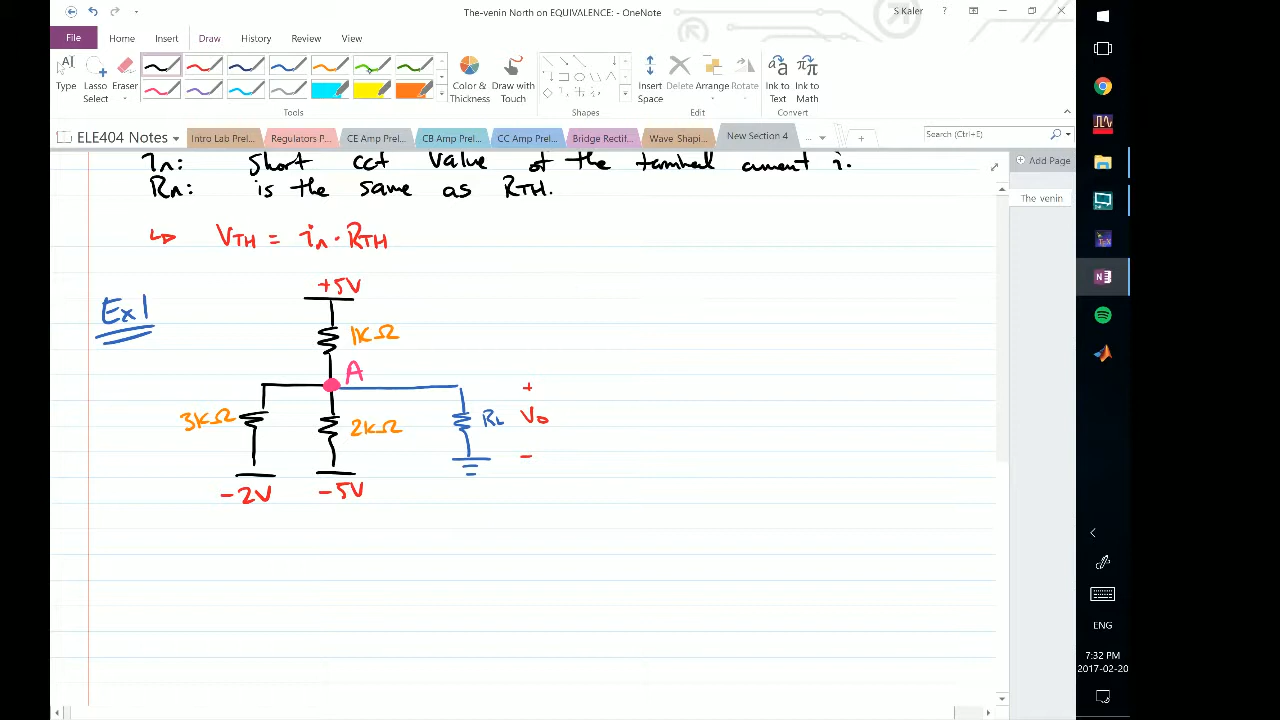 The-venin North on EQUIVALENCE: - OneNote
S Kaler
?
File
Home
Insert
Draw
History
Review
View
Type
Lasso Select
Eraser
Color & Thickness
Draw with Touch
Insert Space
Delete
Arrange
Rotate
Ink to Text
Ink to Math
Tools
Shapes
Edit
Convert
ELE404 Notes
Intro Lab Prel...
Regulators P...
CE Amp Prel...
CB Amp Prel...
CC Amp Prel...
Bridge Rectif...
Wave Shapi...
New Section 4
...
Search (Ctrl+E)
Add Page
The venin
in: short cct value of the terminal current i.
Rn: is the same as RTH.
↳ VTH = in · RTH
Ex1
+5V
1KΩ
A
3KΩ
2KΩ
RL
+
Vo
-
-2V
-5V
ENG
7:32 PM
2017-02-20